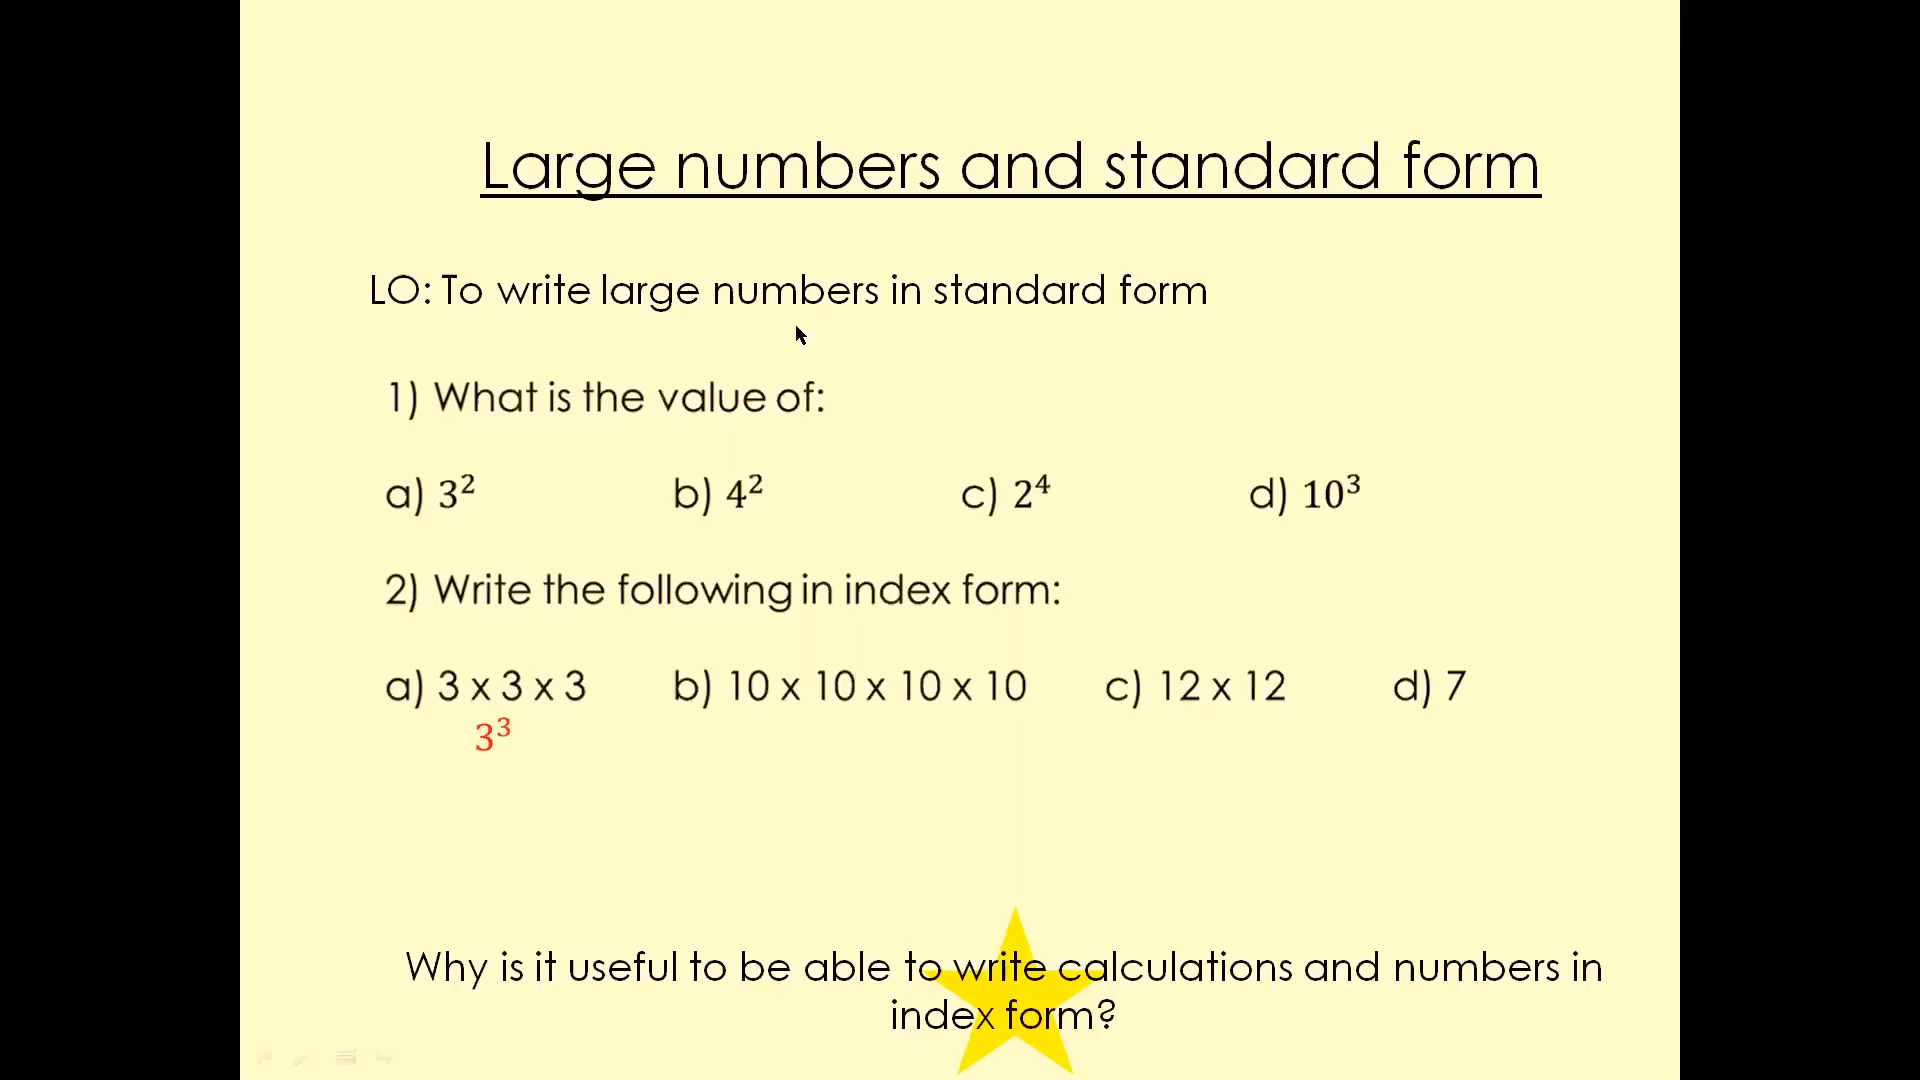 Large numbers and standard form
LO: To write large numbers in standard form
1) What is the value of:
a) 3² b) 4² c) 2⁴ d) 10³
2) Write the following in index form:
a) 3 x 3 x 3 b) 10 x 10 x 10 x 10 c) 12 x 12 d) 7
3³
Why is it useful to be able to write calculations and numbers in
index form?